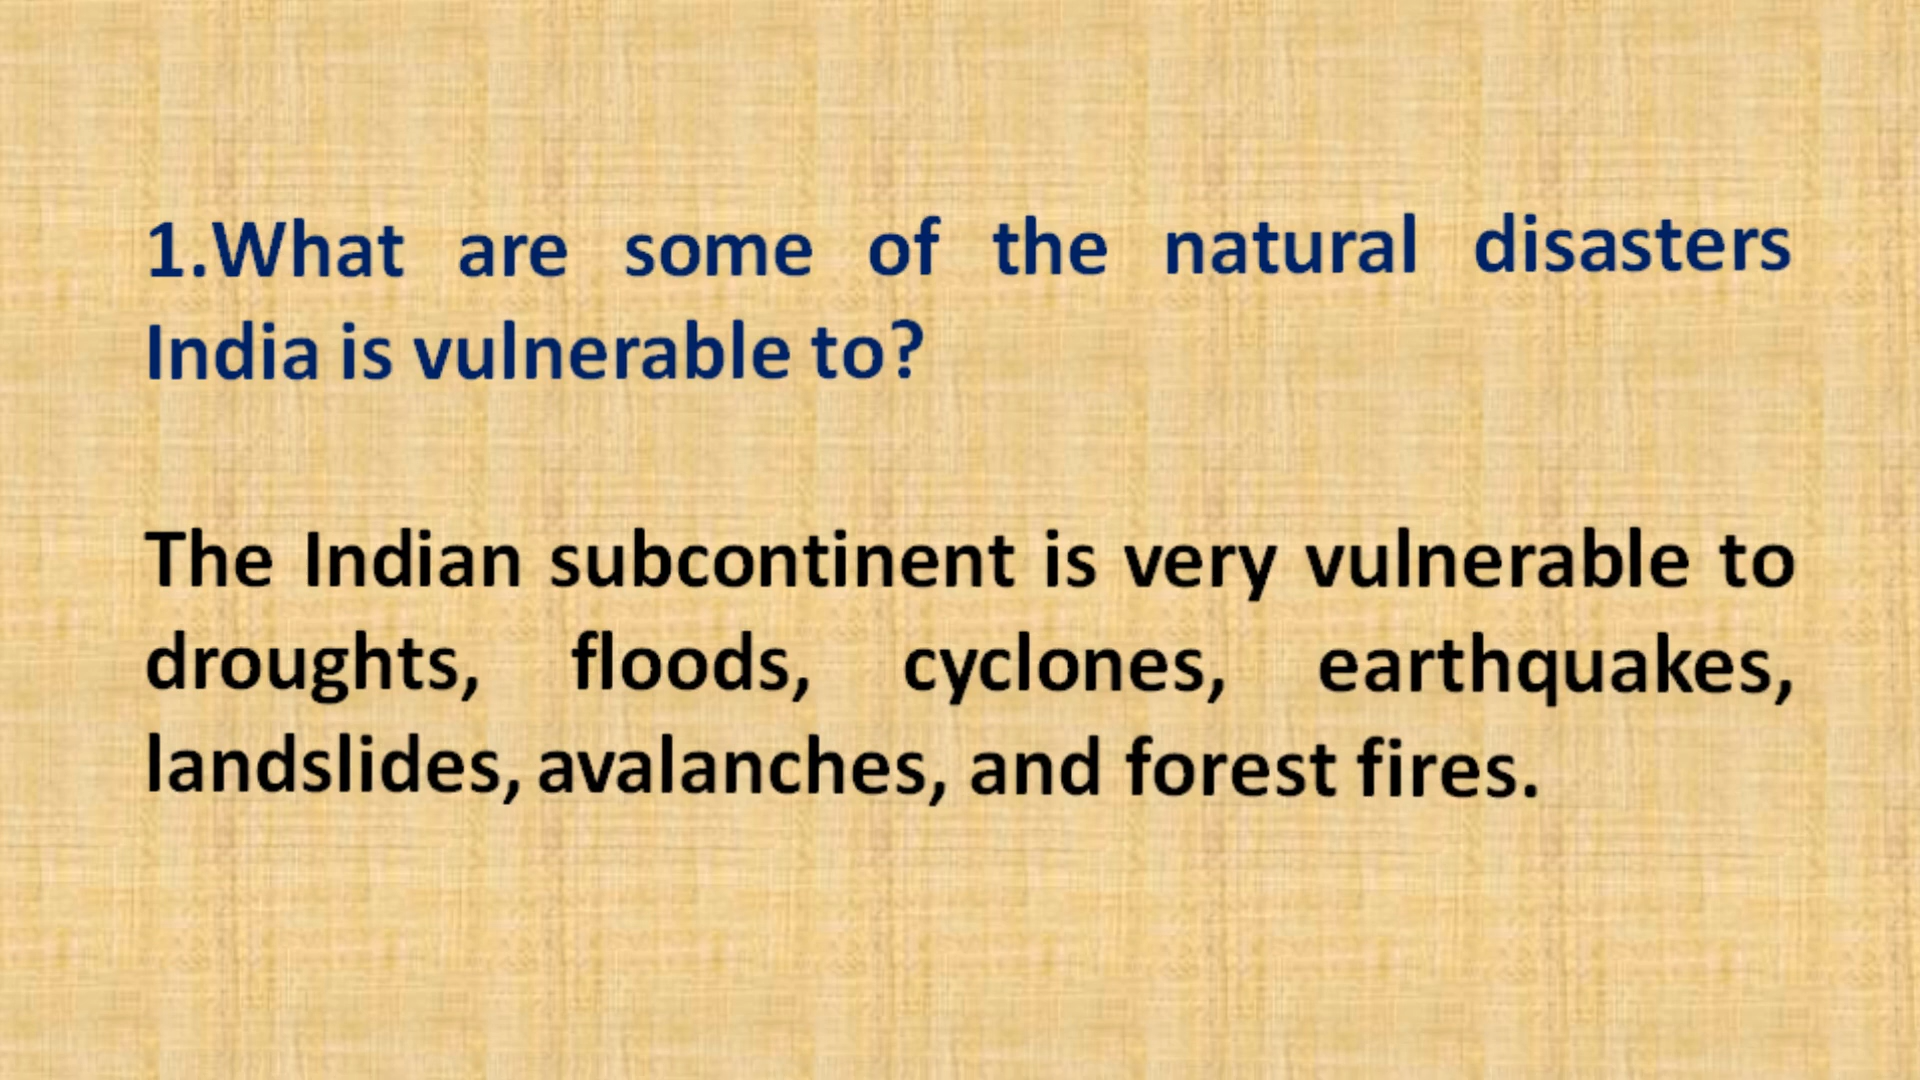 1.What are some of the natural disasters
India is vulnerable to?
The Indian subcontinent is very vulnerable to
droughts, floods, cyclones, earthquakes,
landslides, avalanches, and forest fires.